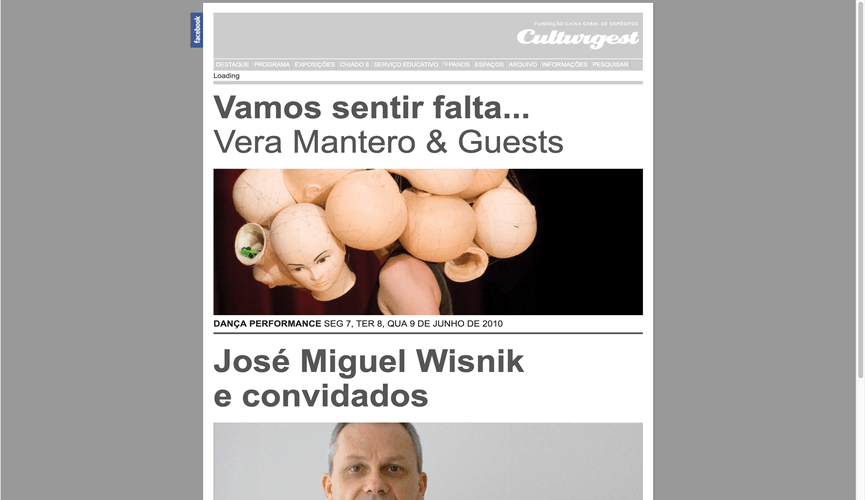 facebook
FUNDAÇÃO CAIXA GERAL DE DEPÓSITOS
Culturgest
DESTAQUE PROGRAMA EXPOSIÇÕES CHIADO 8 SERVIÇO EDUCATIVO PANOS ESPAÇOS ARQUIVO INFORMAÇÕES PESQUISAR
Loading
Vamos sentir falta...
Vera Mantero & Guests
DANÇA PERFORMANCE SEG 7, TER 8, QUA 9 DE JUNHO DE 2010
José Miguel Wisnik
e convidados